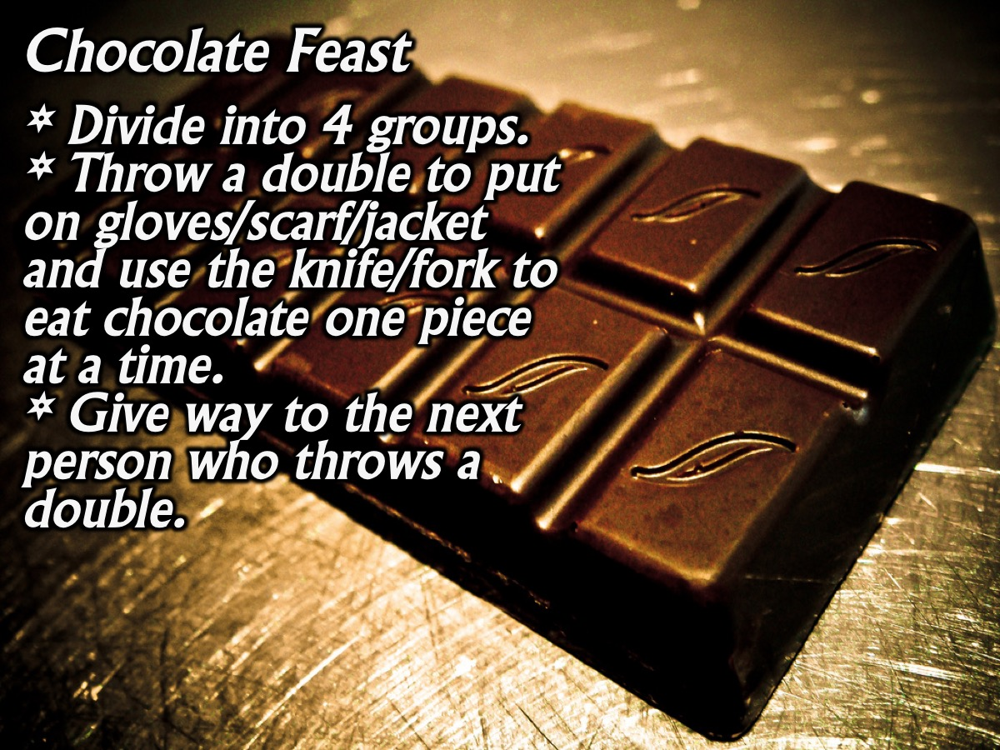 Chocolate Feast
* Divide into 4 groups.
* Throw a double to put
on gloves/scarf/jacket
and use the knife/fork to
eat chocolate one piece
at a time.
* Give way to the next
person who throws a
double.